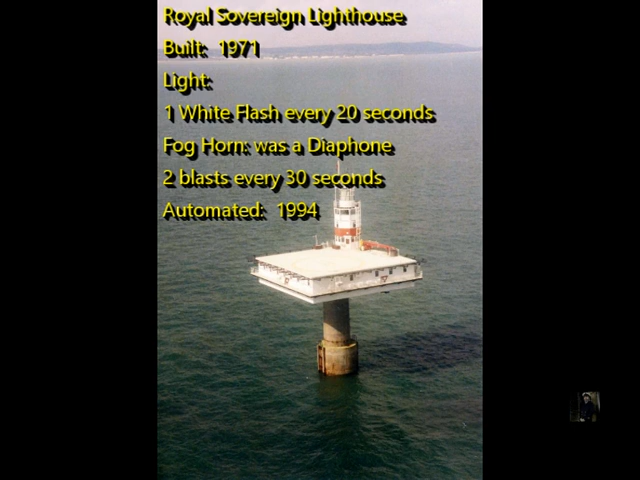 Royal Sovereign Lighthouse
Built: 1971
Light:
1 White Flash every 20 seconds
Fog Horn: was a Diaphone
2 blasts every 30 seconds
Automated: 1994